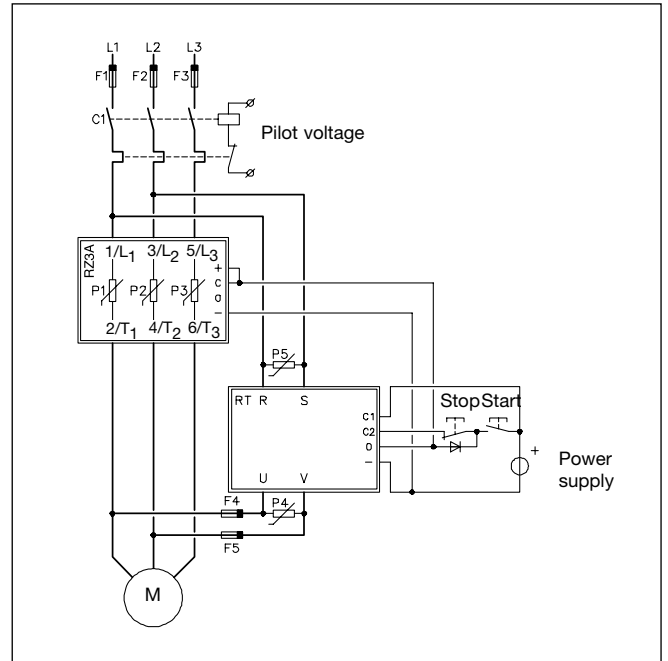 L1 L2 L3
F1 F2 F3
C1
Pilot voltage
RZ3A
1/L1 3/L2 5/L3
+
C
P1 P2 P3
O
-
2/T1 4/T2 6/T3
P5
RT R S
Stop Start
C1
C2
O
+
-
Power
supply
U V
F4 P4
F5
M